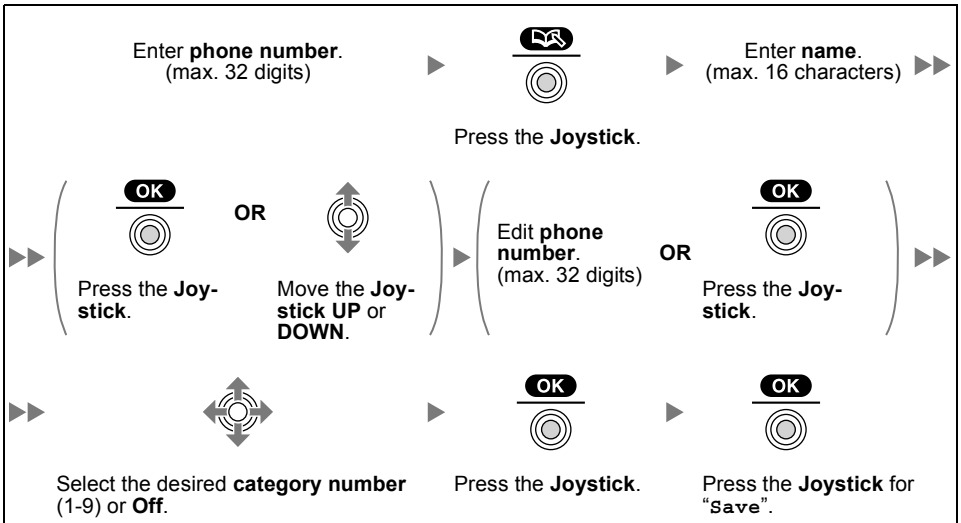 Enter phone number.
(max. 32 digits)
Press the Joystick.
Enter name.
(max. 16 characters)
OK
Press the Joy-
stick.
OR
Move the Joy-
stick UP or
DOWN.
Edit phone
number.
(max. 32 digits)
OR
OK
Press the Joy-
stick.
Select the desired category number
(1-9) or Off.
OK
Press the Joystick.
OK
Press the Joystick for
“Save”.